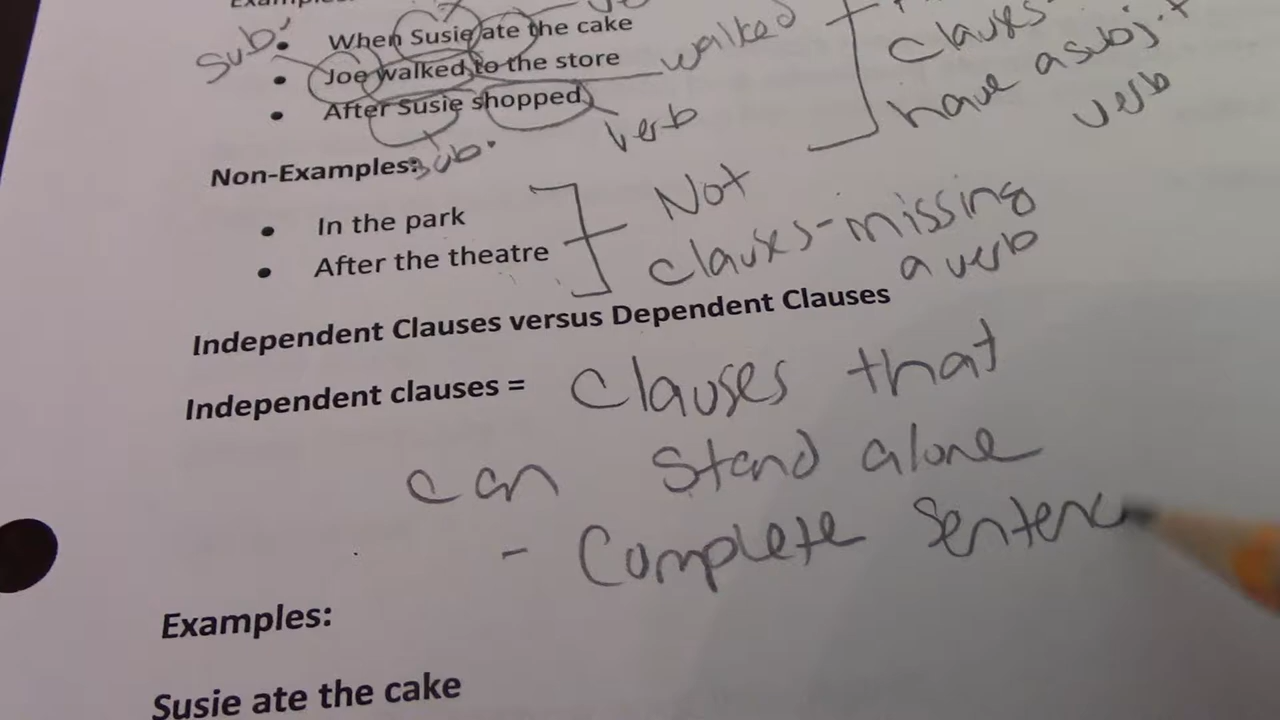 Examples:
sub.
When Susie ate the cake
Joe walked to the store
walked
After Susie shopped
verb
sub.
clauses-
have a subj. +
verb
Non-Examples:
In the park
After the theatre
Not
clauses-missing
a verb
Independent Clauses versus Dependent Clauses
Independent clauses = Clauses that
can stand alone
- Complete Sentenc
Examples:
Susie ate the cake